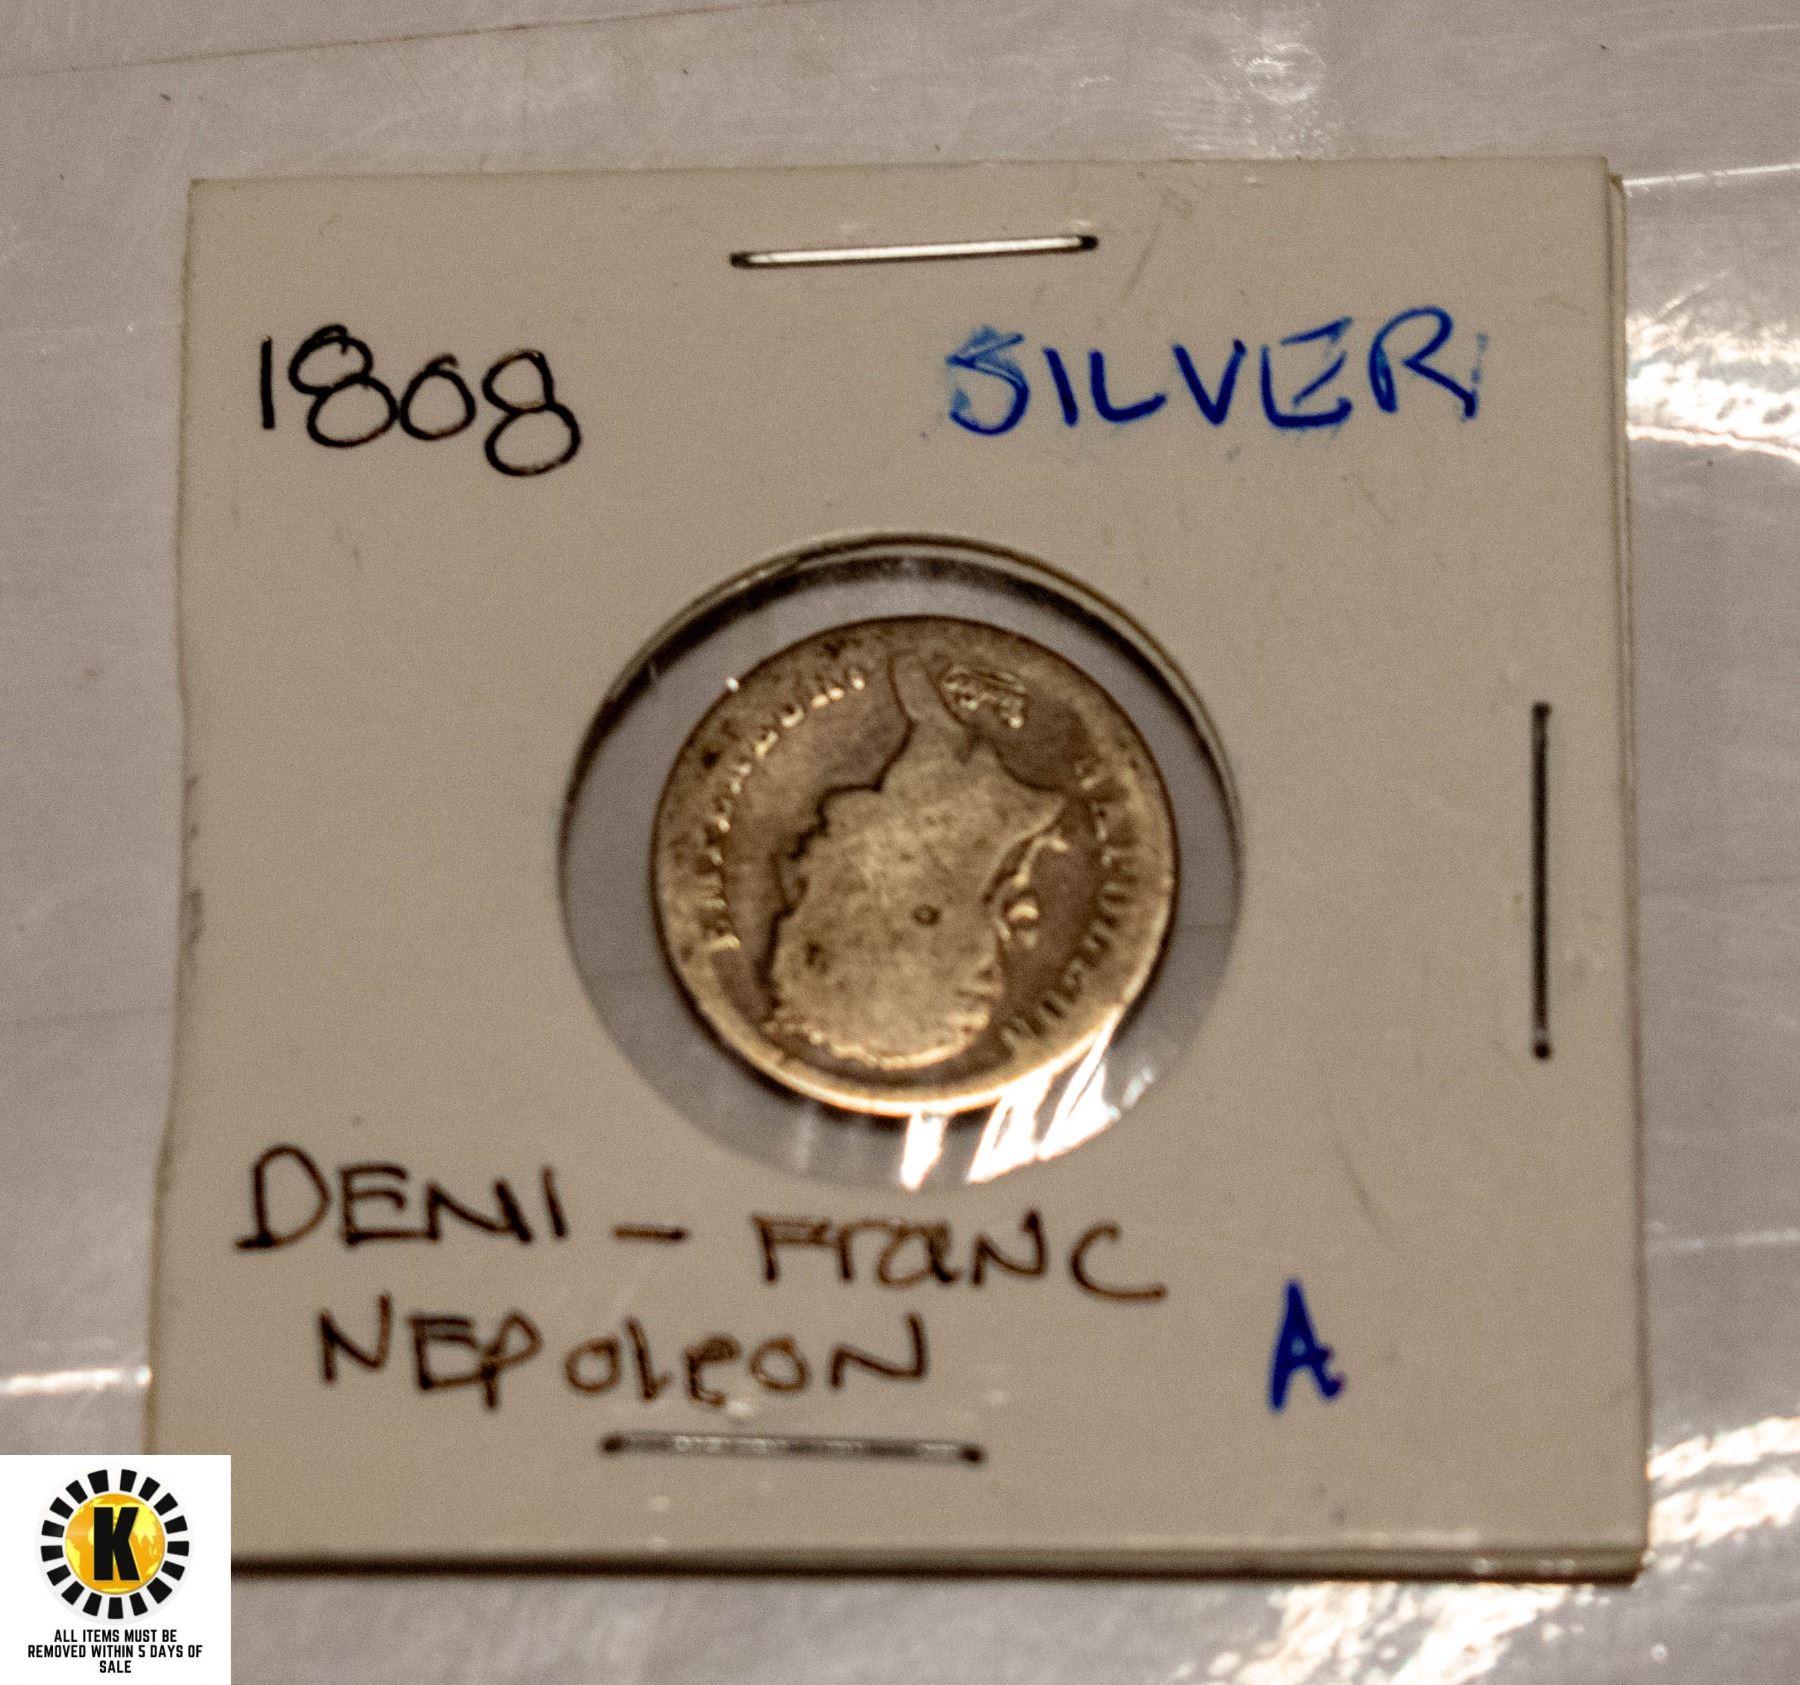 1808 SILVER
DEMI - FRANC
NEPOLEON A
K
ALL ITEMS MUST BE
REMOVED WITHIN 5 DAYS OF
SALE